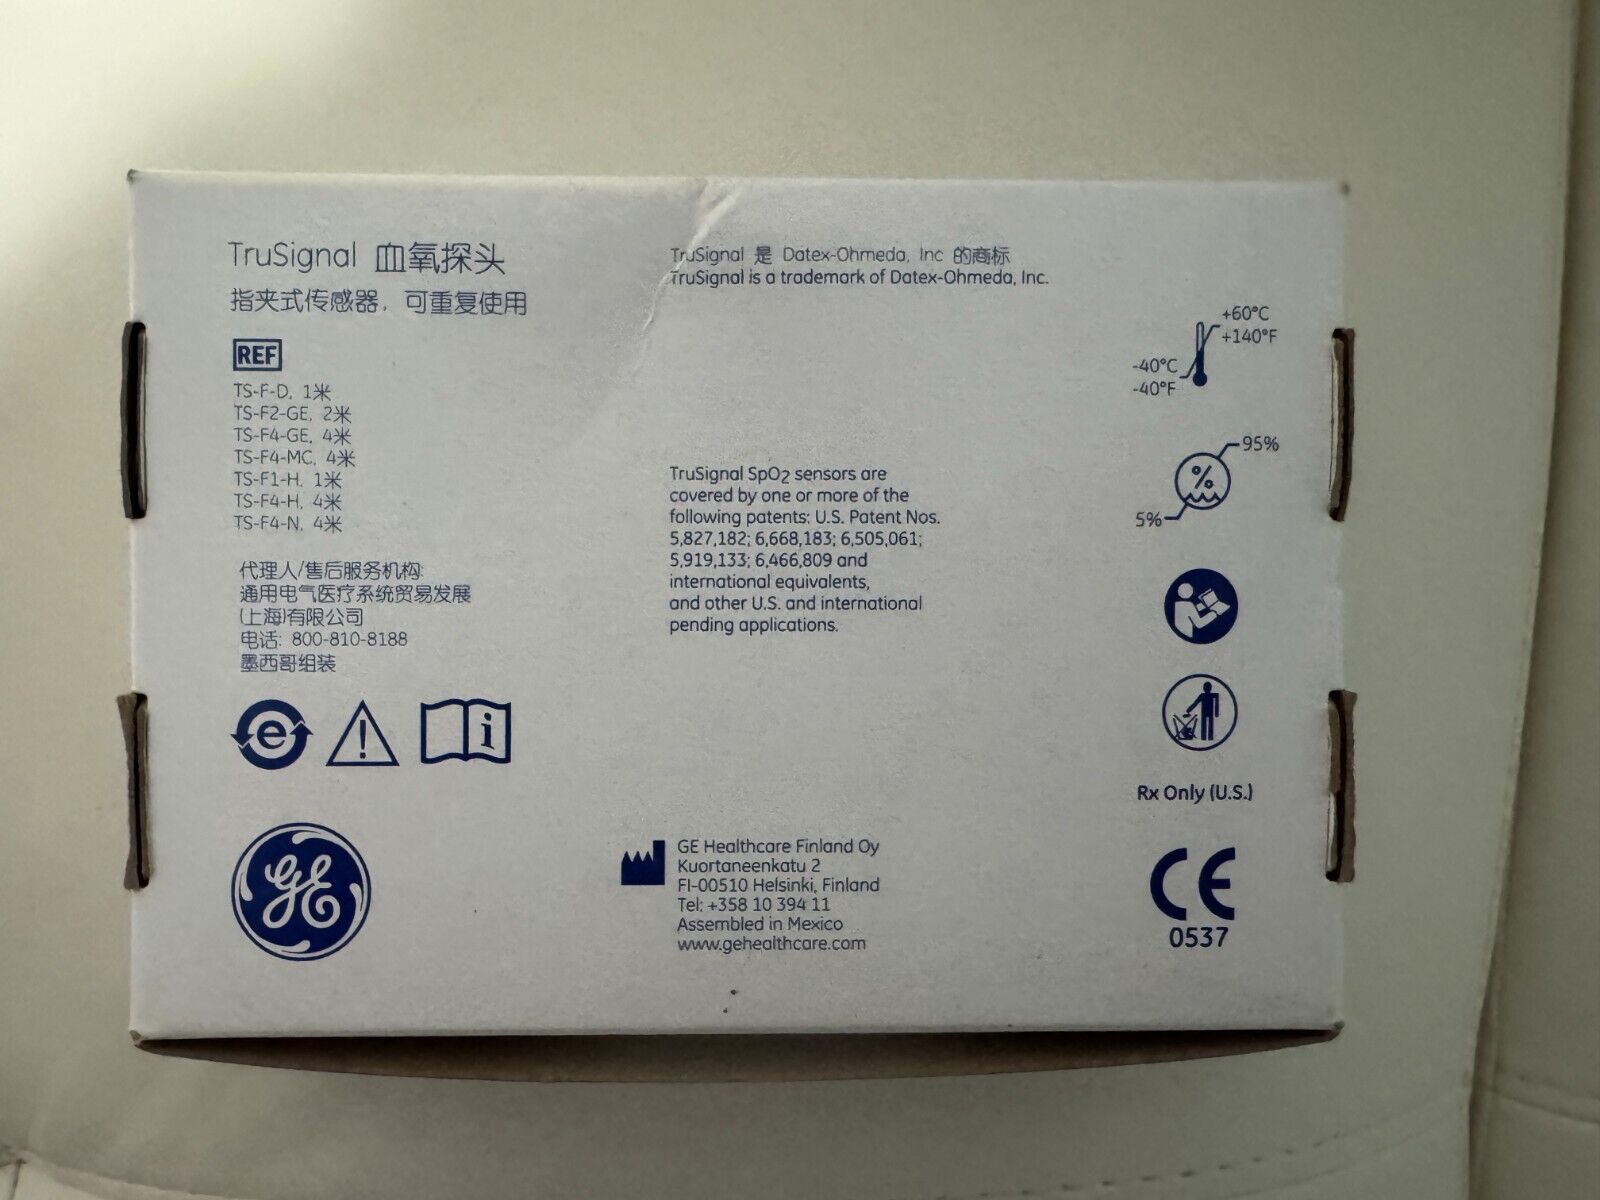 TruSignal 血氧探头
指夹式传感器，可重复使用
REF
TS-F-D, 1米
TS-F2-GE, 2米
TS-F4-GE, 4米
TS-F4-MC, 4米
TS-F1-H, 1米
TS-F4-H, 4米
TS-F4-N, 4米
代理人/售后服务机构:
通用电气医疗系统贸易发展
(上海)有限公司
电话: 800-810-8188
墨西哥组装
e
i
GE
TruSignal 是 Datex-Ohmeda, Inc 的商标
TruSignal is a trademark of Datex-Ohmeda, Inc.
TruSignal SpO2 sensors are
covered by one or more of the
following patents: U.S. Patent Nos.
5,827,182; 6,668,183; 6,505,061;
5,919,133; 6,466,809 and
international equivalents,
and other U.S. and international
pending applications.
GE Healthcare Finland Oy
Kuortaneenkatu 2
FI-00510 Helsinki, Finland
Tel: +358 10 394 11
Assembled in Mexico
www.gehealthcare.com
+60°C
+140°F
-40°C
-40°F
95%
%
5%
Rx Only (U.S.)
CE
0537